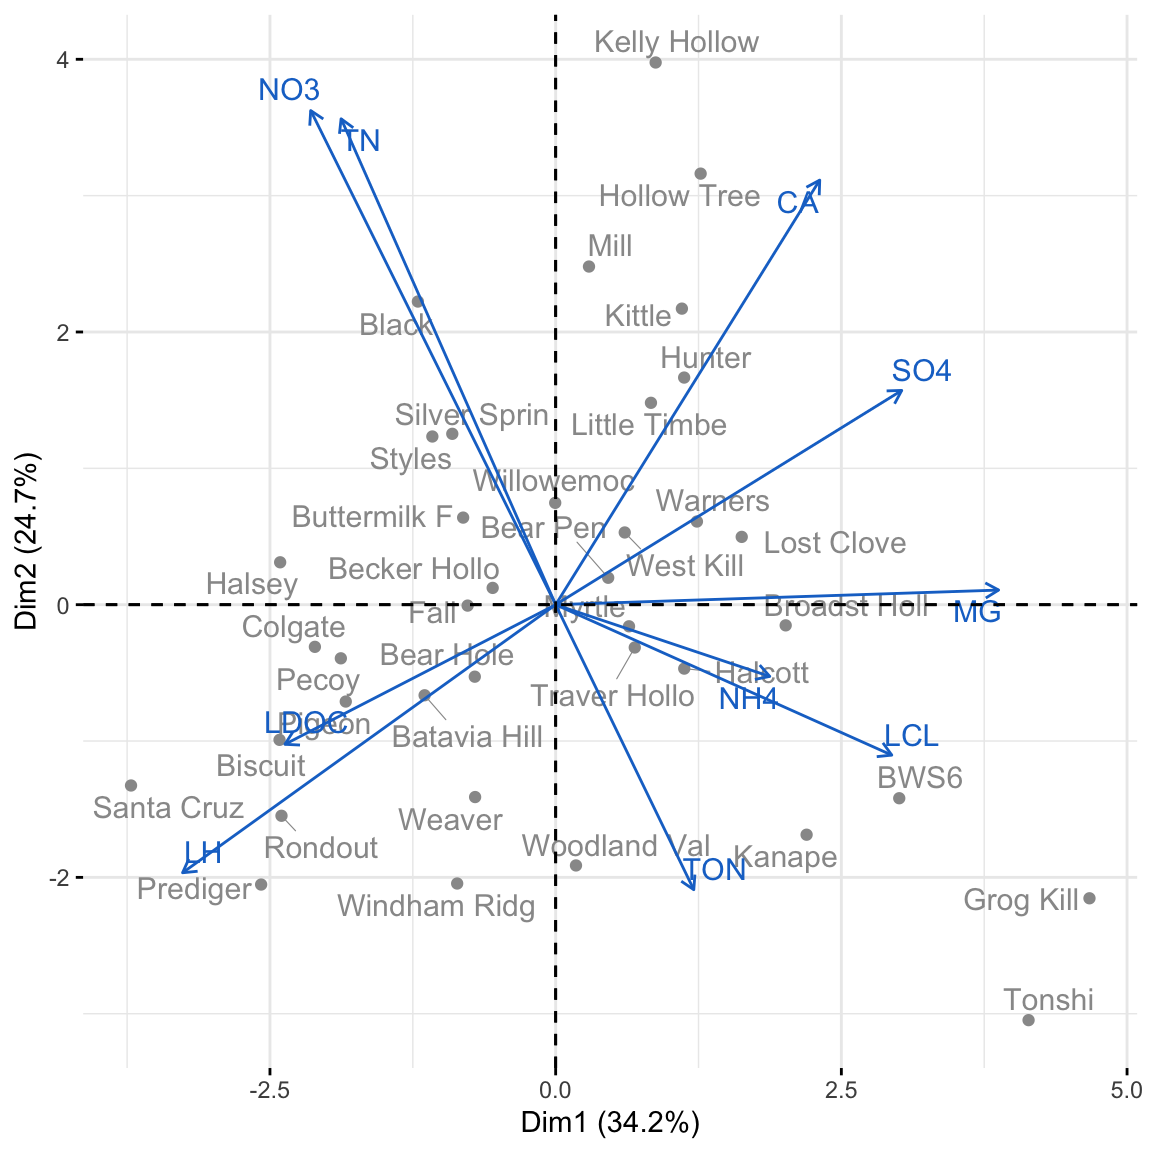 Kelly Hollow
4
NO3
TN
Hollow Tree
CA
Mill
Kittle
Black
2
Hunter
SO4
Silver Sprin
Little Timbe
Styles
Willowemoc
Warners
Buttermilk F
Bear Pen
Lost Clove
West Kill
Becker Hollo
Halsey
0
Fall
Myrtle
Broadst Holl
MG
Colgate
Bear Hole
Pecoy
Halcott
Traver Hollo
NH4
LDOC
Pigeon
Batavia Hill
LCL
Biscuit
BWS6
Santa Cruz
Weaver
Rondout
LH
Woodland Val
Kanape
TON
-2
Prediger
Windham Ridg
Grog Kill
Tonshi
-2.5
0.0
2.5
5.0
Dim1 (34.2%)
Dim2 (24.7%)